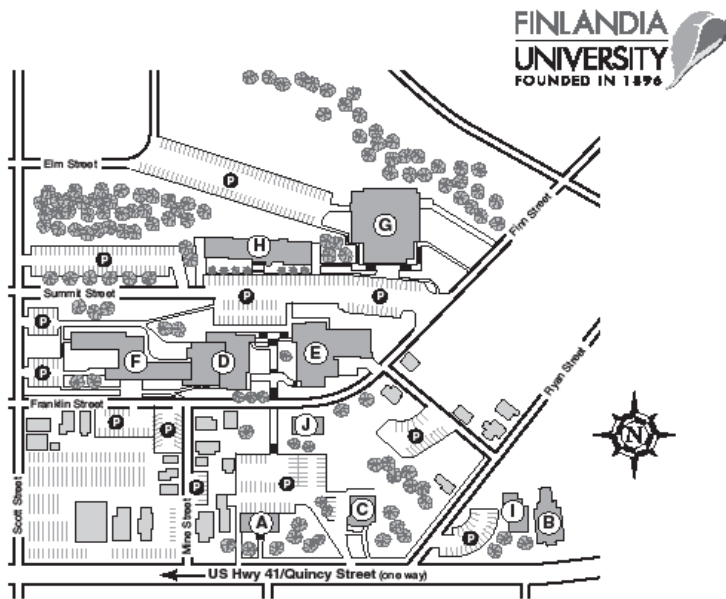 FINLANDIA
UNIVERSITY
FOUNDED IN 1896
Elm Street
P
G
Finn Street
H
P
Summit Street
P
P
P
F
D
E
P
Ryan Street
Franklin Street
P
P
J
P
N
Scott Street
Mine Street
P
P
A
C
I
B
P
US Hwy 41/Quincy Street (one way)